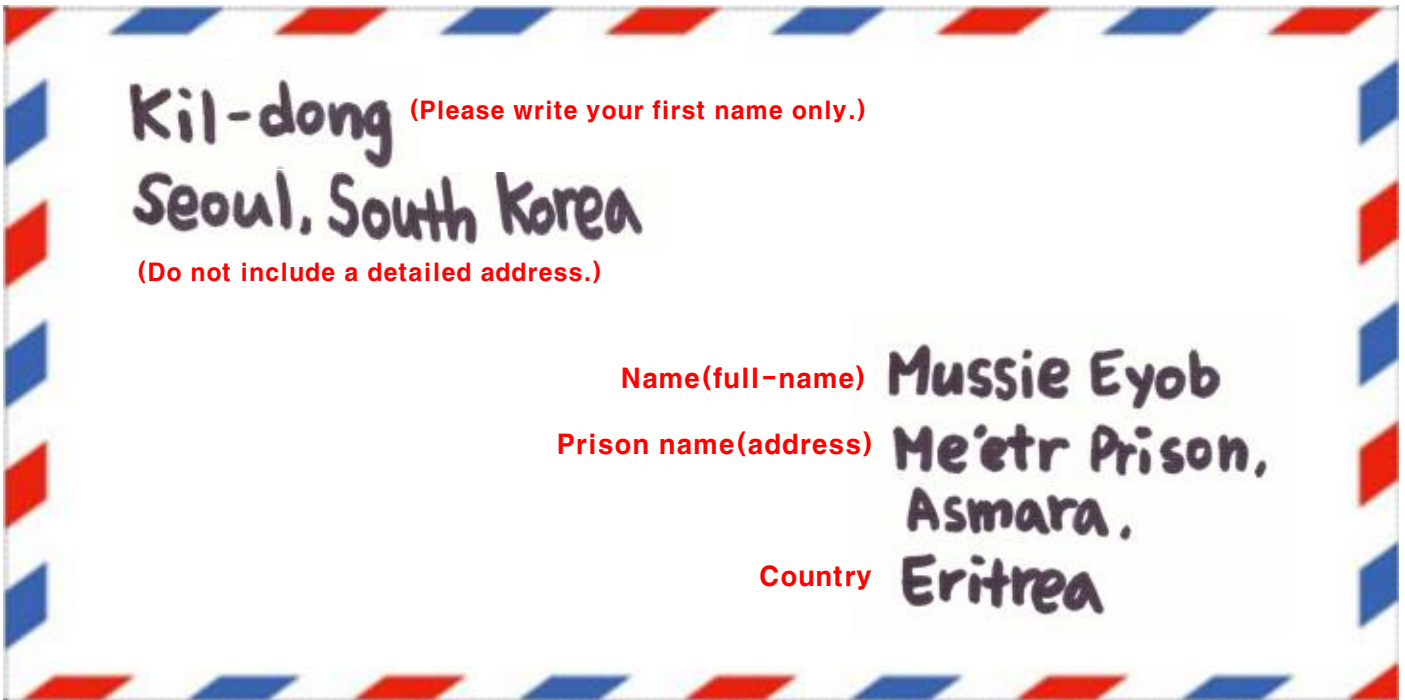 Kil-dong (Please write your first name only.)
Seoul, South Korea
(Do not include a detailed address.)
Name(full-name) Mussie Eyob
Prison name(address) Me'etr Prison,
Asmara,
Country Eritrea